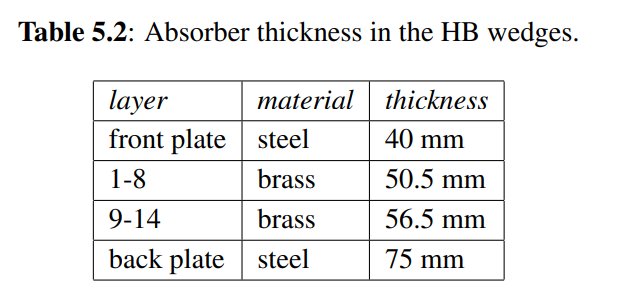 Table 5.2: Absorber thickness in the HB wedges.
layer material thickness
front plate steel 40 mm
1-8 brass 50.5 mm
9-14 brass 56.5 mm
back plate steel 75 mm